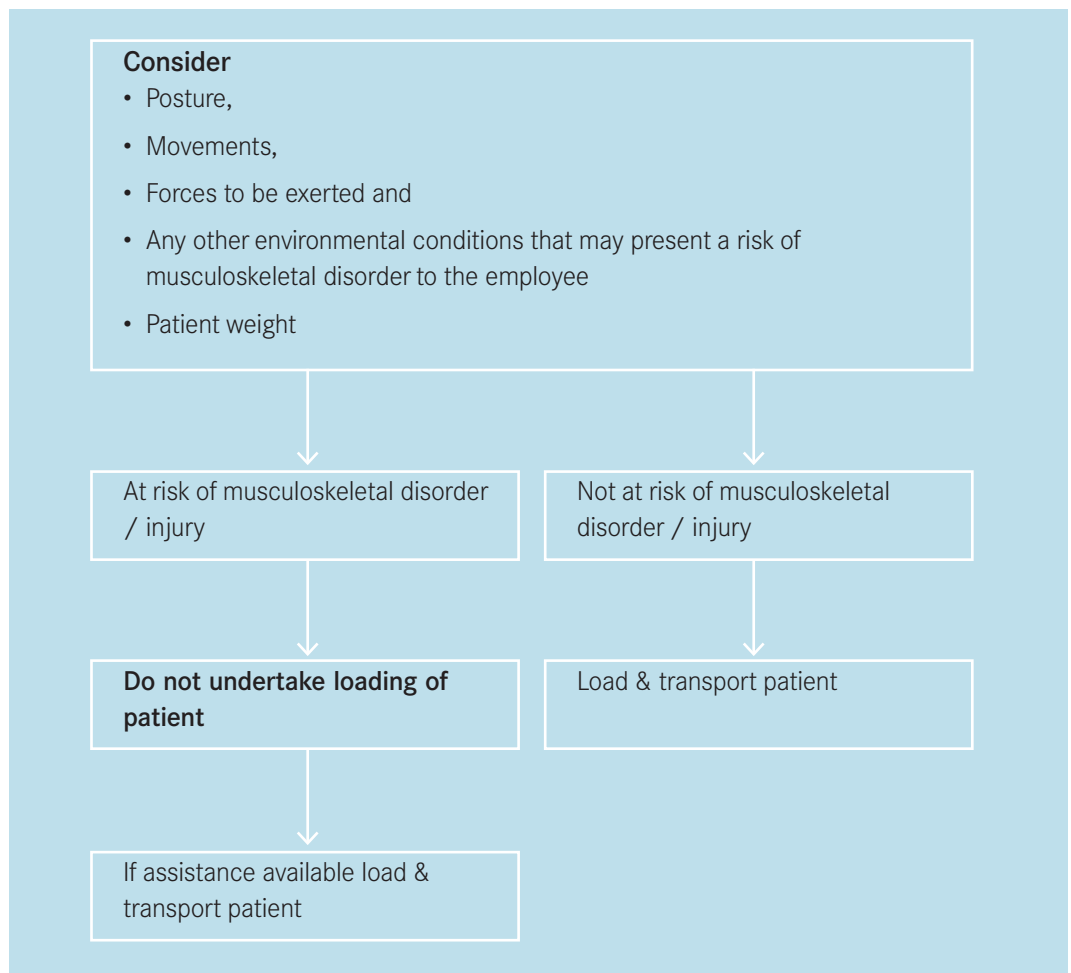 Consider
• Posture,
• Movements,
• Forces to be exerted and
• Any other environmental conditions that may present a risk of
musculoskeletal disorder to the employee
• Patient weight
At risk of musculoskeletal disorder
/ injury
Not at risk of musculoskeletal
disorder / injury
Do not undertake loading of
patient
Load & transport patient
If assistance available load &
transport patient